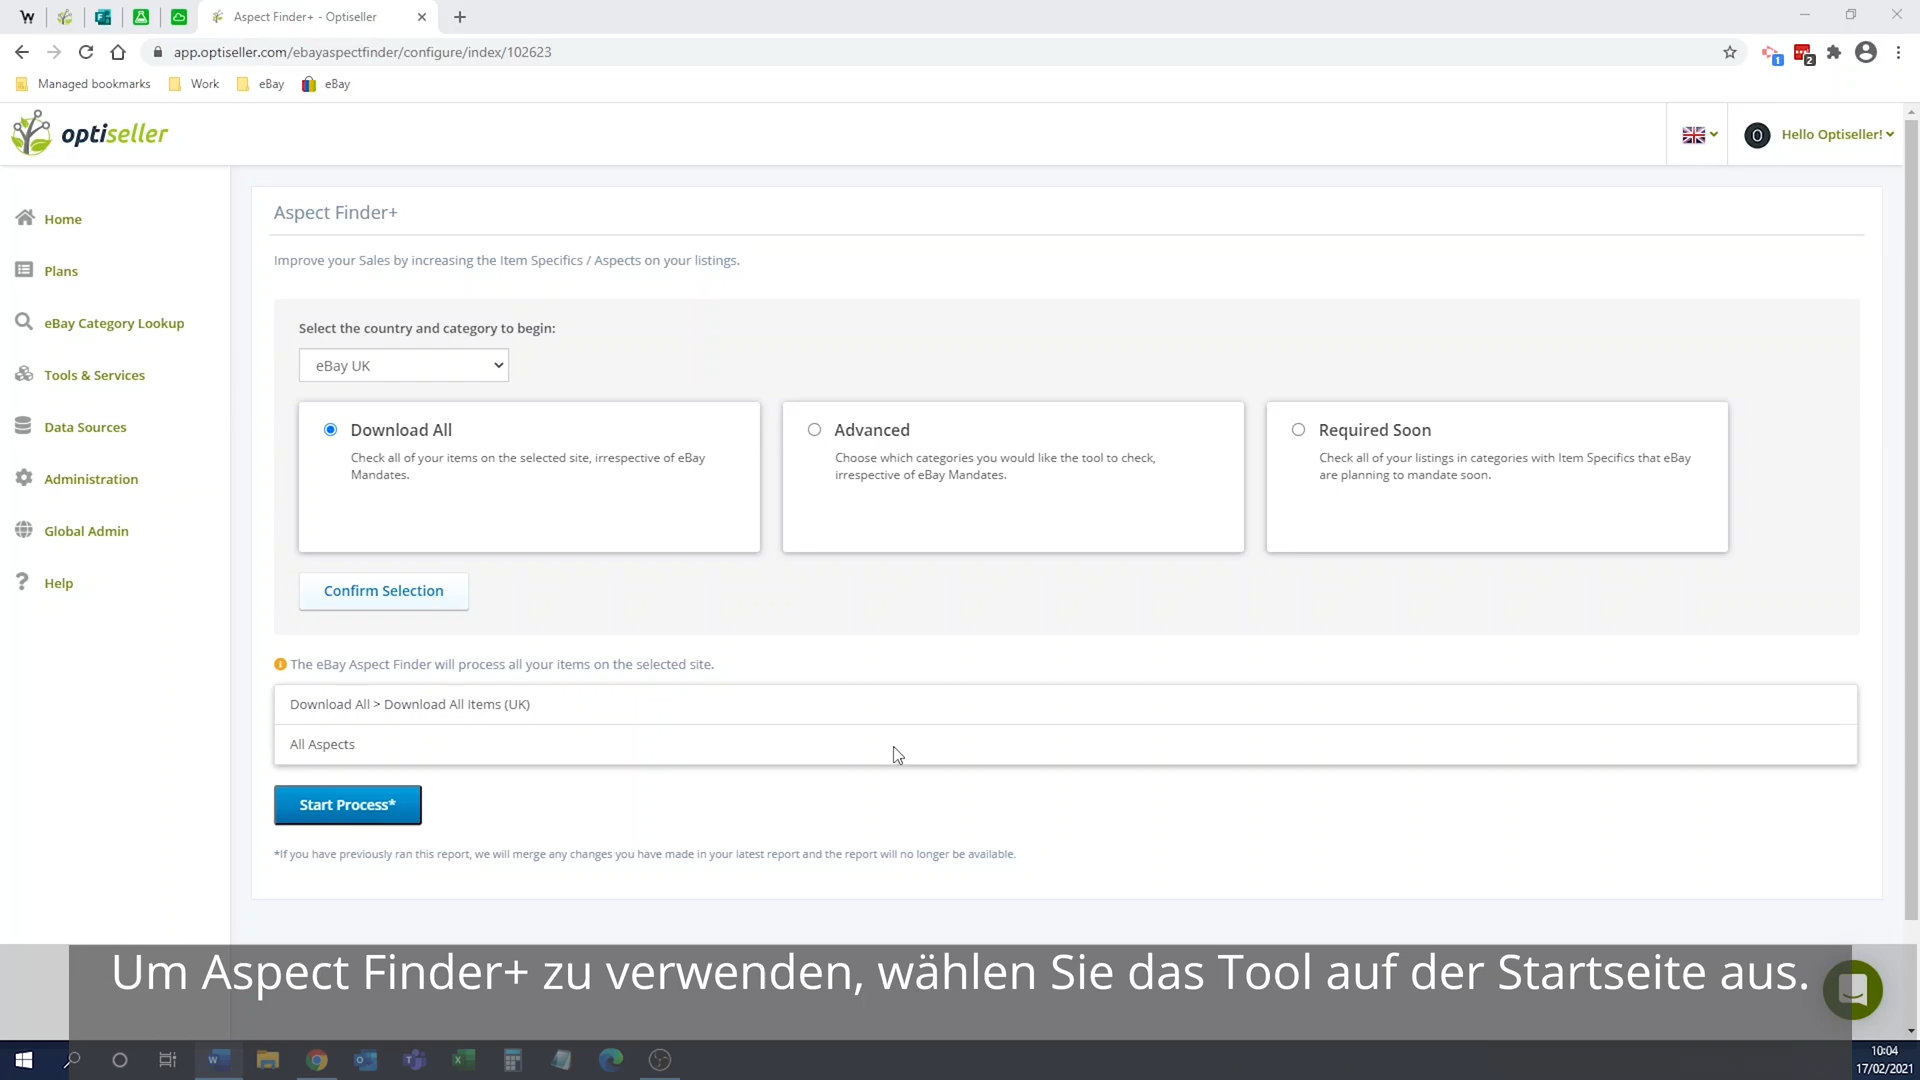 Aspect Finder+ - Optiseller
app.optiseller.com/ebayaspectfinder/configure/index/102623
Managed bookmarks Work eBay eBay
optiseller
O Hello Optiseller!
Home
Plans
eBay Category Lookup
Tools & Services
Data Sources
Administration
Global Admin
Help
Aspect Finder+
Improve your Sales by increasing the Item Specifics / Aspects on your listings.
Select the country and category to begin:
eBay UK
Download All
Check all of your items on the selected site, irrespective of eBay
Mandates.
Advanced
Choose which categories you would like the tool to check,
irrespective of eBay Mandates.
Required Soon
Check all of your listings in categories with Item Specifics that eBay
are planning to mandate soon.
Confirm Selection
The eBay Aspect Finder will process all your items on the selected site.
Download All > Download All Items (UK)
All Aspects
Start Process*
*If you have previously ran this report, we will merge any changes you have made in your latest report and the report will no longer be available.
Um Aspect Finder+ zu verwenden, wählen Sie das Tool auf der Startseite aus.
10:04
17/02/2021